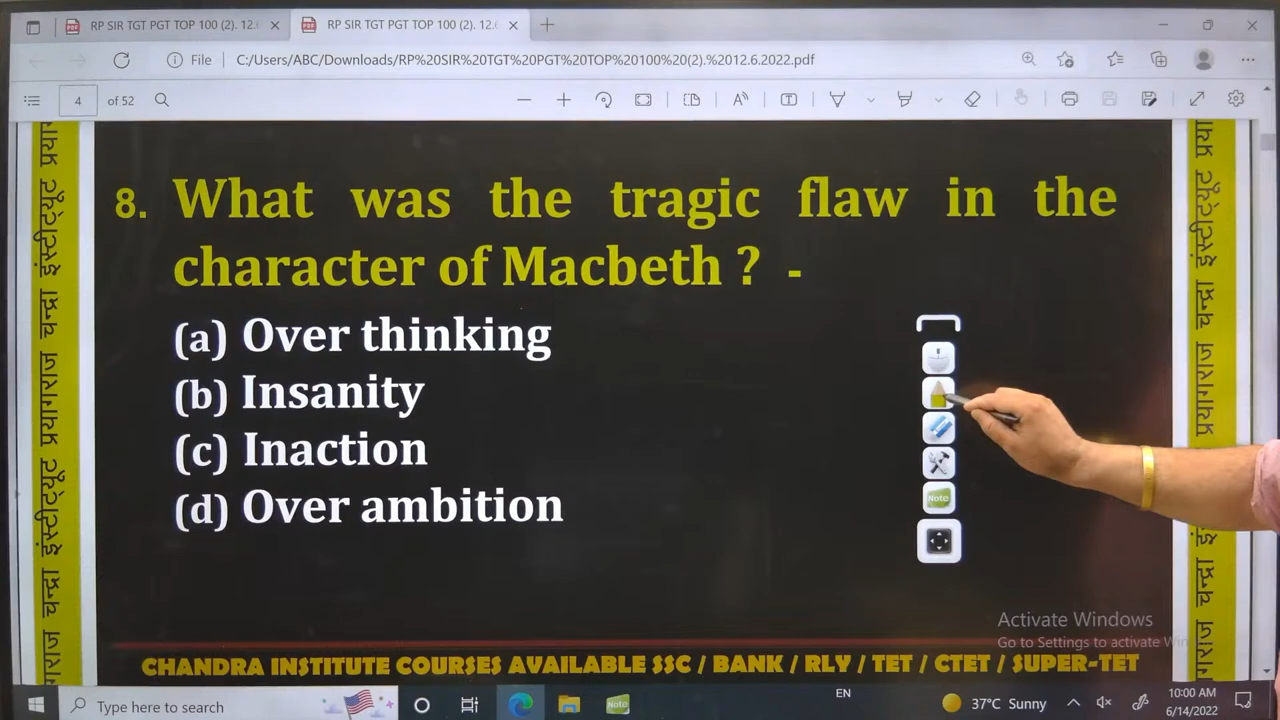 RP SIR TGT PGT TOP 100 (2). 12.
RP SIR TGT PGT TOP 100 (2). 12.
File
C:/Users/ABC/Downloads/RP%20SIR%20TGT%20PGT%20TOP%20100%20(2).%2012.6.2022.pdf
4 of 52
8. What was the tragic flaw in the
character of Macbeth ? -
(a) Over thinking
(b) Insanity
(c) Inaction
(d) Over ambition
Note
चन्द्रा इंस्टीट्यूट
चन्द्रा इंस्टीट्यूट
प्रयागराज चन्द्रा इंस्टीट्यूट
Activate Windows
Go to Settings to activate Win
CHANDRA INSTITUTE COURSES AVAILABLE SSC / BANK / RLY / TET / CTET / SUPER-TET
Type here to search
Note
EN
37°C Sunny
10:00 AM
6/14/2022